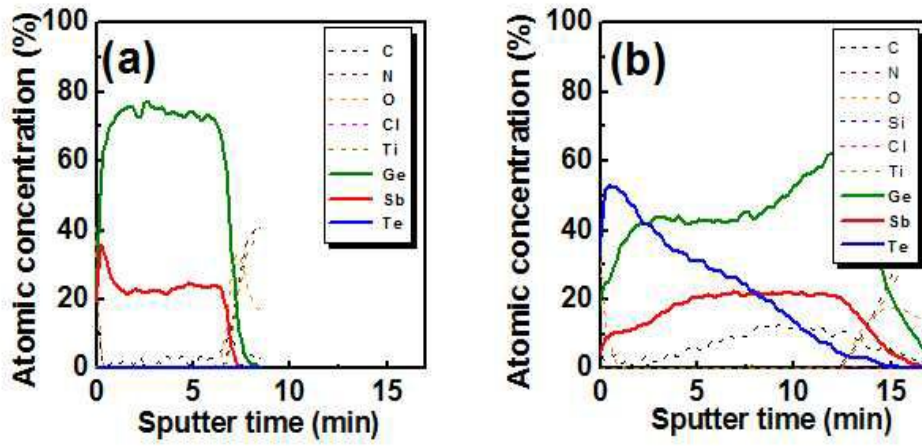 (a)
Atomic concentration (%)
100
80
60
40
20
0
C
N
O
Cl
Ti
Ge
Sb
Te
0
5
10
15
Sputter time (min)
(b)
Atomic concentration (%)
100
80
60
40
20
0
C
N
O
Si
Cl
Ti
Ge
Sb
Te
0
5
10
15
Sputter time (min)